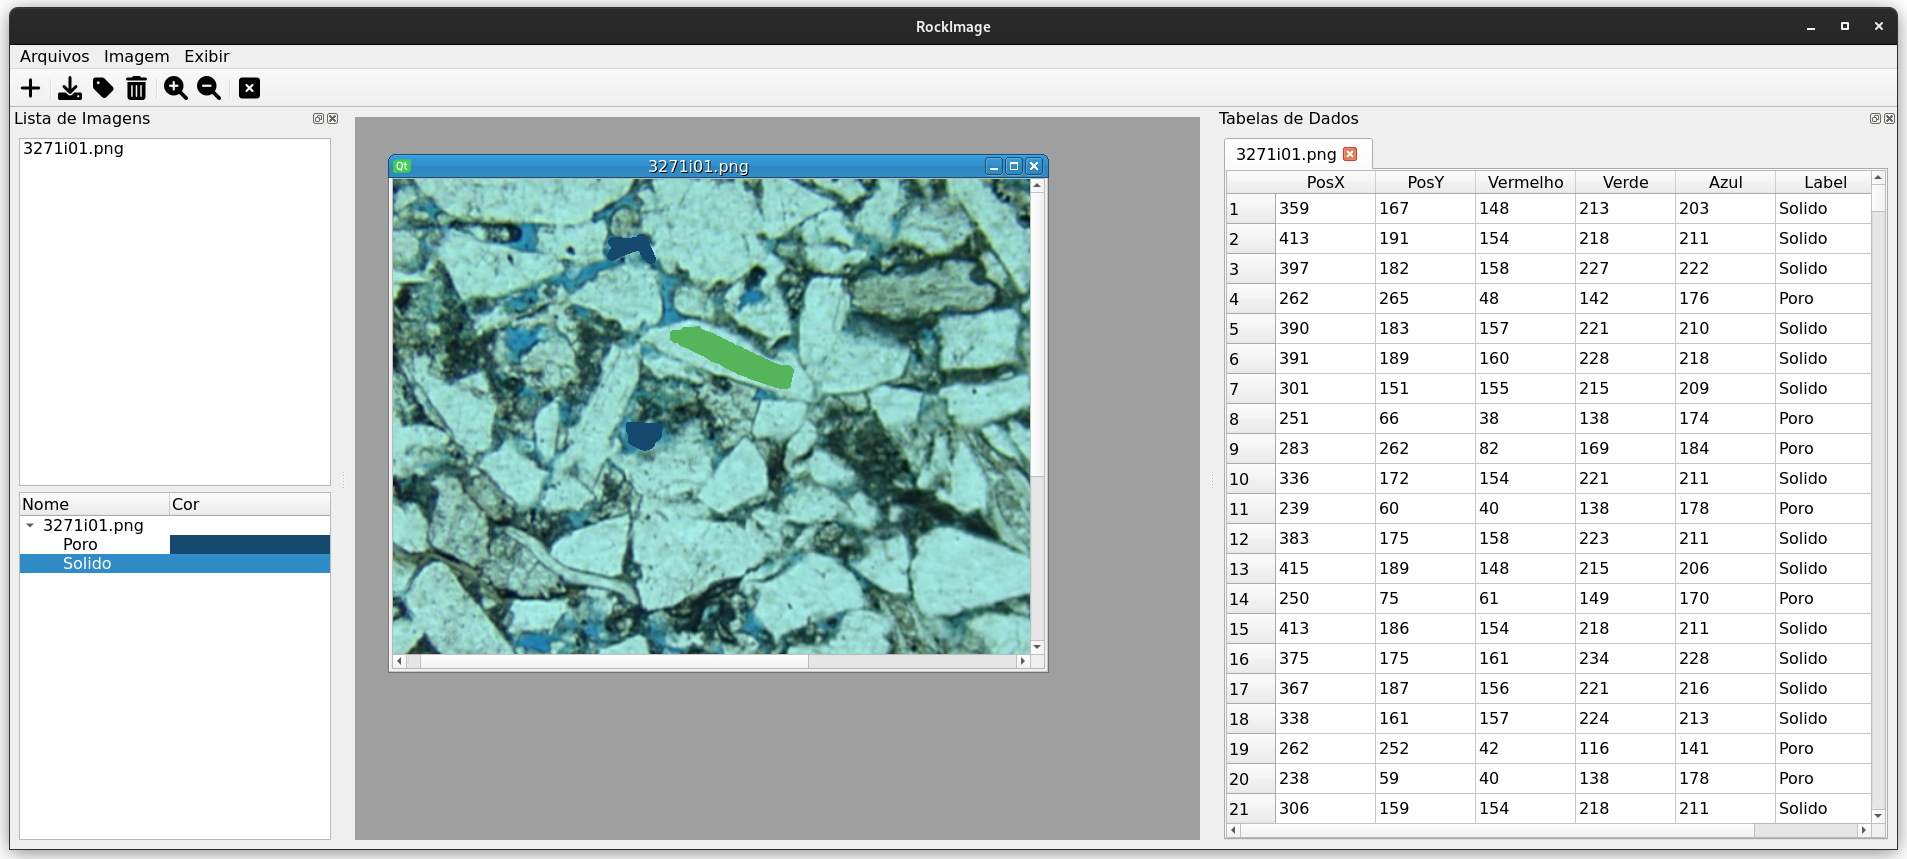 RockImage
Arquivos Imagem Exibir
Lista de Imagens
3271i01.png
Nome Cor
3271i01.png
Poro
Solido
Qt 3271i01.png
Tabelas de Dados
3271i01.png
PosX PosY Vermelho Verde Azul Label
1 359 167 148 213 203 Solido
2 413 191 154 218 211 Solido
3 397 182 158 227 222 Solido
4 262 265 48 142 176 Poro
5 390 183 157 221 210 Solido
6 391 189 160 228 218 Solido
7 301 151 155 215 209 Solido
8 251 66 38 138 174 Poro
9 283 262 82 169 184 Poro
10 336 172 154 221 211 Solido
11 239 60 40 138 178 Poro
12 383 175 158 223 211 Solido
13 415 189 148 215 206 Solido
14 250 75 61 149 170 Poro
15 413 186 154 218 211 Solido
16 375 175 161 234 228 Solido
17 367 187 156 221 216 Solido
18 338 161 157 224 213 Solido
19 262 252 42 116 141 Poro
20 238 59 40 138 178 Poro
21 306 159 154 218 211 Solido